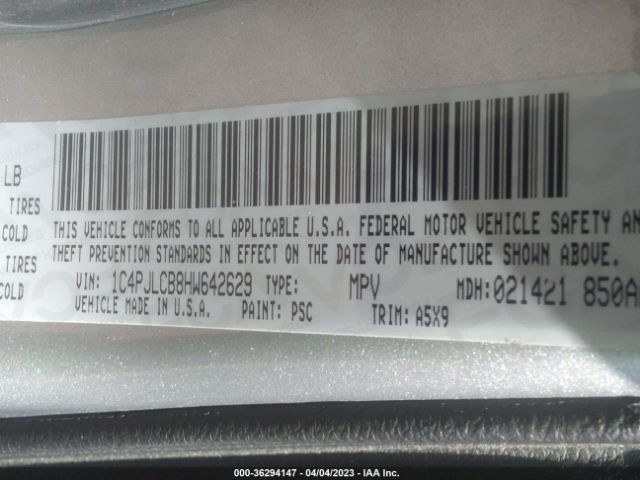 LB
TIRES
COLD
TIRES
COLD
THIS VEHICLE CONFORMS TO ALL APPLICABLE U.S.A. FEDERAL MOTOR VEHICLE SAFETY AN
THEFT PREVENTION STANDARDS IN EFFECT ON THE DATE OF MANUFACTURE SHOWN ABOVE.
VIN: 1C4PJLCB8HW642629 TYPE: MPV MDH:021421 850A
VEHICLE MADE IN U.S.A. PAINT: PSC TRIM: A5X9
000-36294147 - 04/04/2023 - IAA Inc.